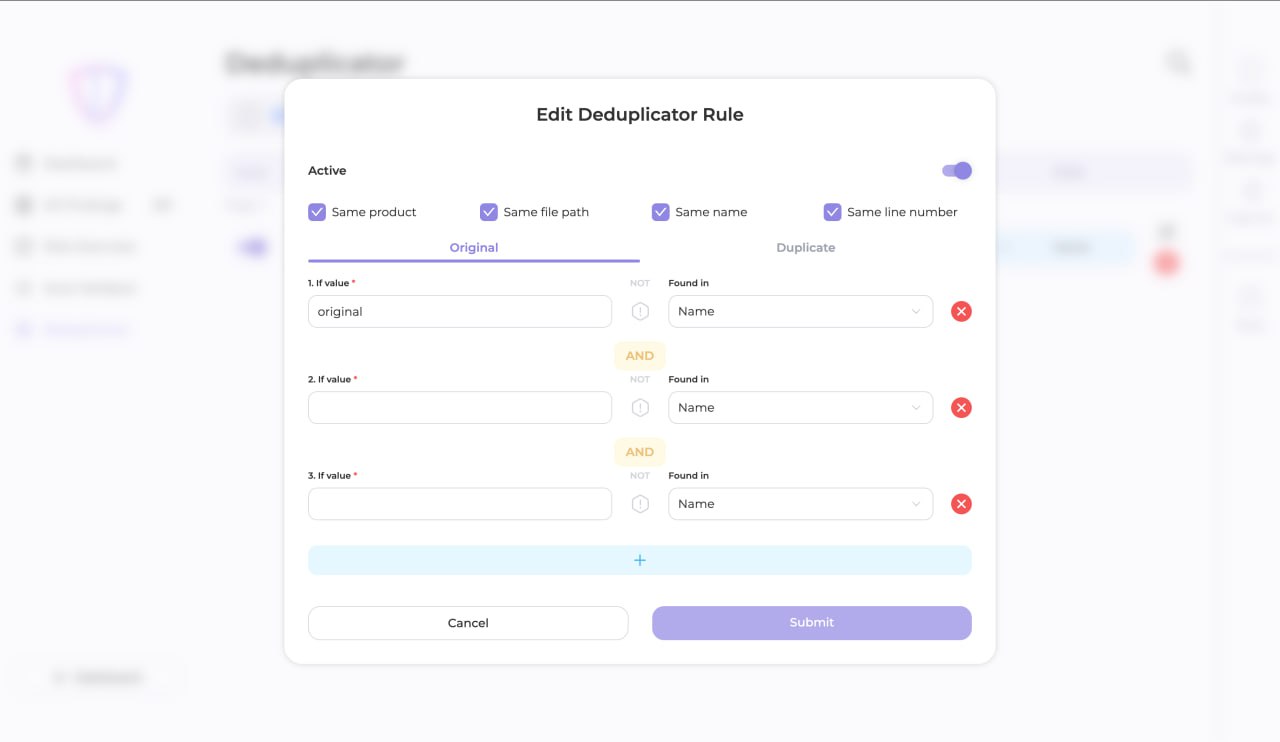 Deduplicator
Edit Deduplicator Rule
Active
Same product Same file path Same name Same line number
Original Duplicate
1. If value * NOT Found in
original Name
AND
2. If value * NOT Found in
Name
AND
3. If value * NOT Found in
Name
+
Cancel Submit